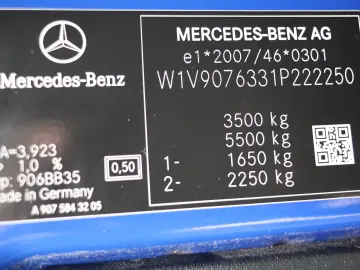 Mercedes-Benz
MERCEDES-BENZ AG
e1*2007/46*0301
W1V9076331P222250
3500 kg
5500 kg
1- 1650 kg
2- 2250 kg
A=3,923
> 1.0 %
0,50
p: 906BB35
ade in Germany
A 907 584 32 05